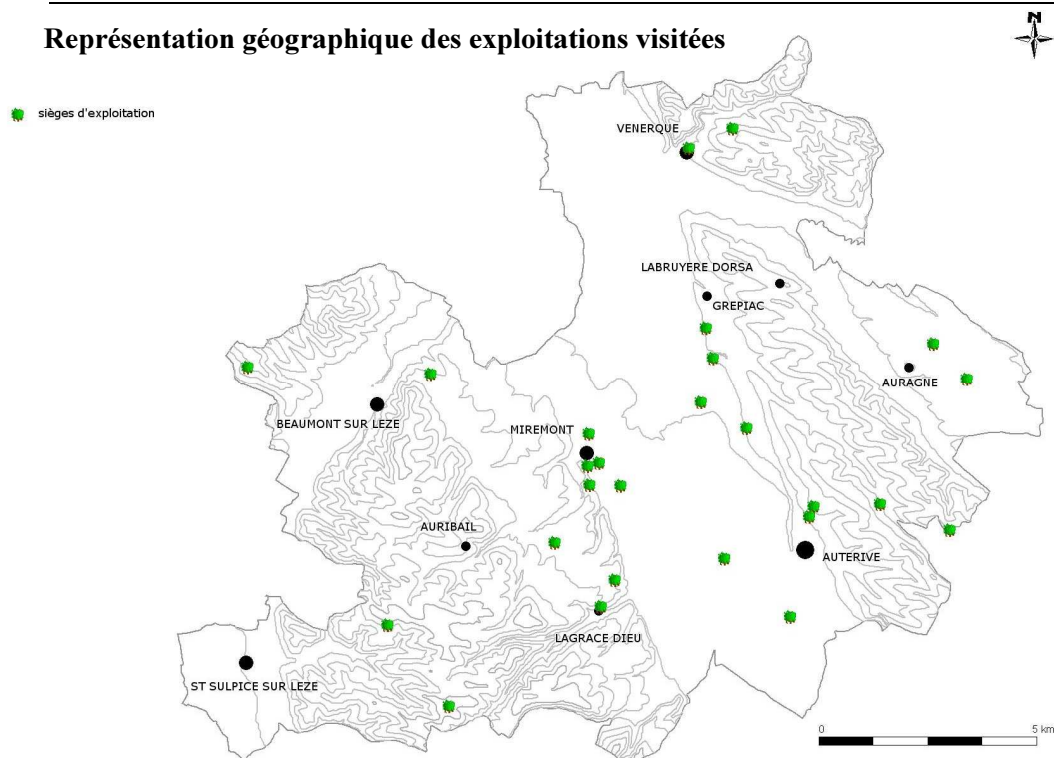 Représentation géographique des exploitations visitées
N
sièges d'exploitation
VENERQUE
LABRUYERE DORSA
GREPIAC
AURAGNE
BEAUMONT SUR LEZE
MIREMONT
AURIBAIL
AUTERIVE
LAGRACE DIEU
ST SULPICE SUR LEZE
0 5 km